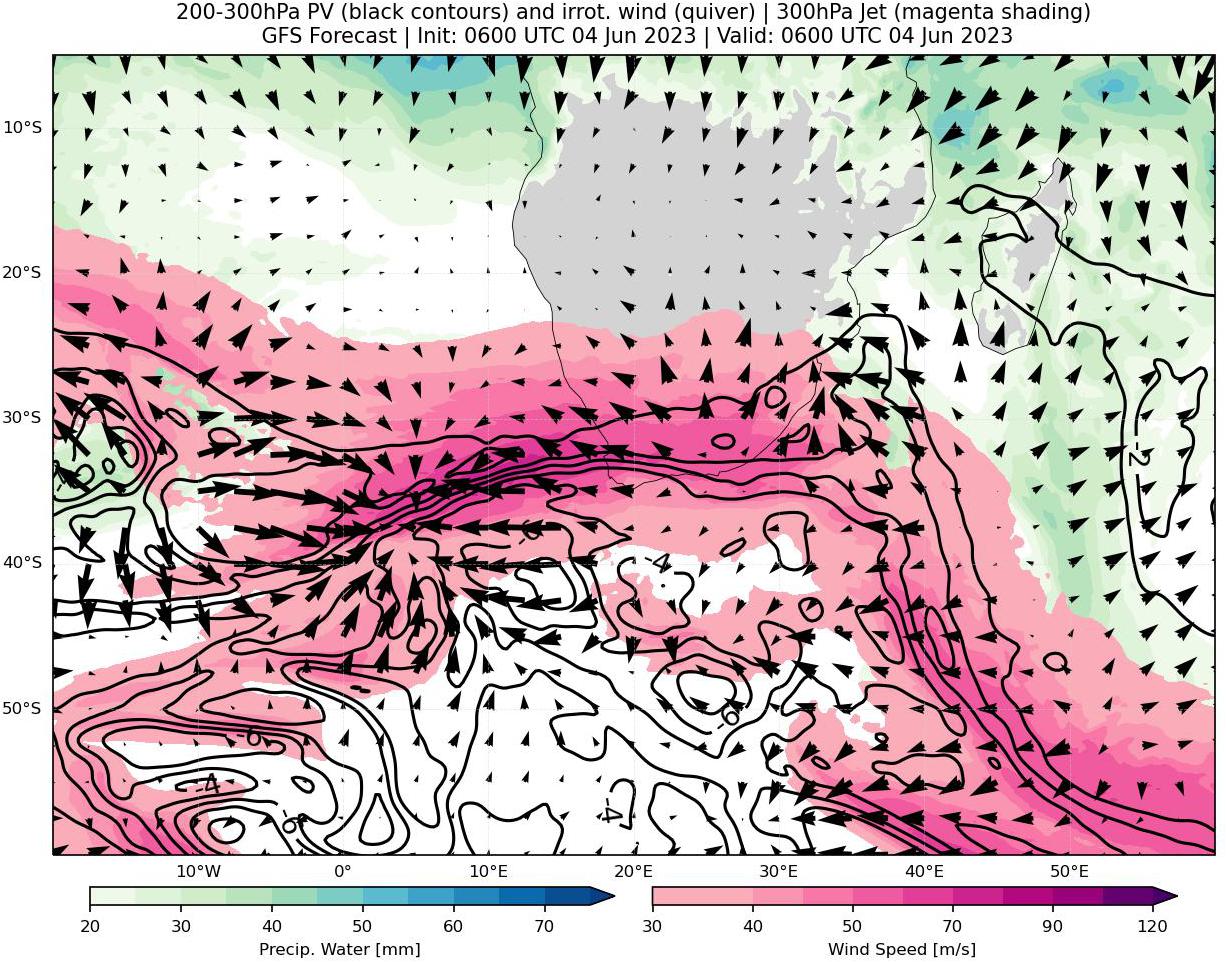 200-300hPa PV (black contours) and irrot. wind (quiver) | 300hPa Jet (magenta shading)
GFS Forecast | Init: 0600 UTC 04 Jun 2023 | Valid: 0600 UTC 04 Jun 2023
10°S
20°S
30°S
-2
40°S
-4
50°S
-6
-6
-4
-4
10°W 0° 10°E 20°E 30°E 40°E 50°E
20 30 40 50 60 70
Precip. Water [mm]
30 40 50 70 90 120
Wind Speed [m/s]